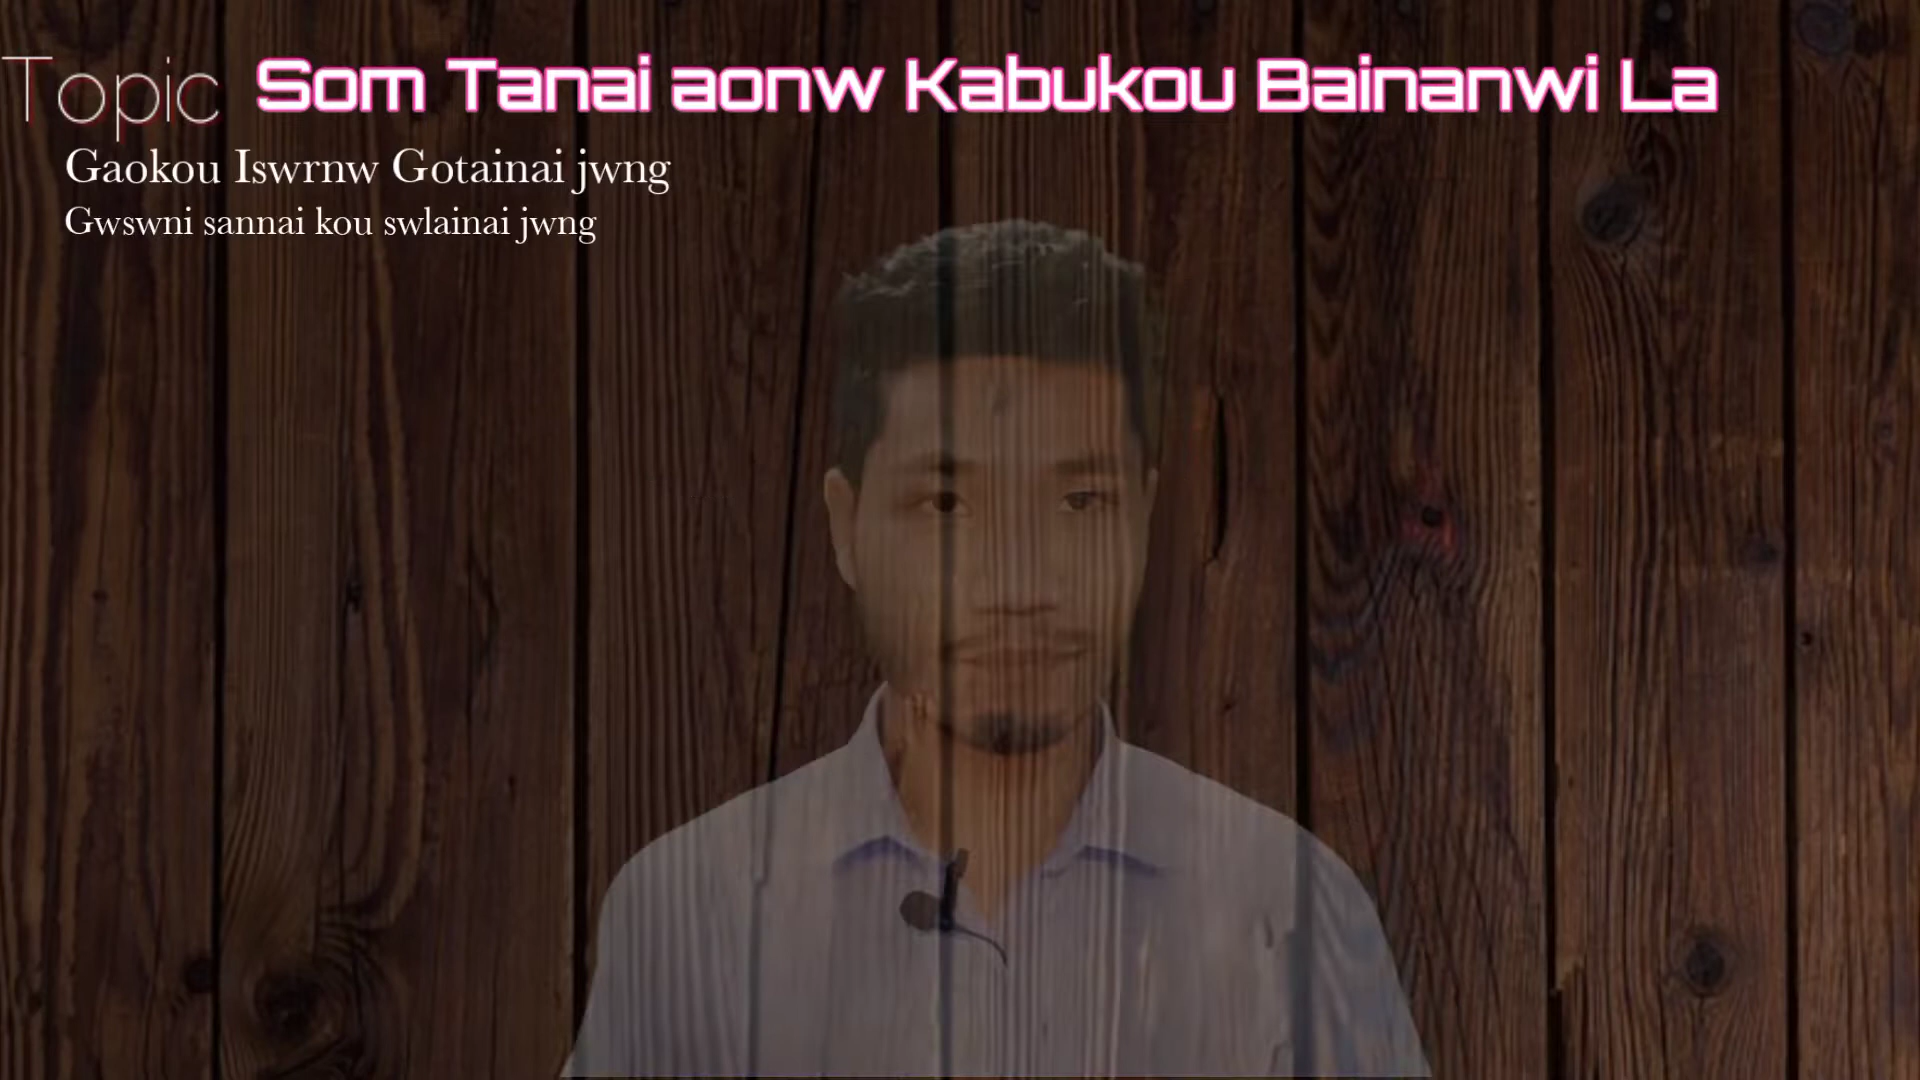 Topic Som Tanai aonw Kabukou Bainanwi La
Gaokou Iswrnw Gotainai jwng
Gwswni sannai kou swlainai jwng